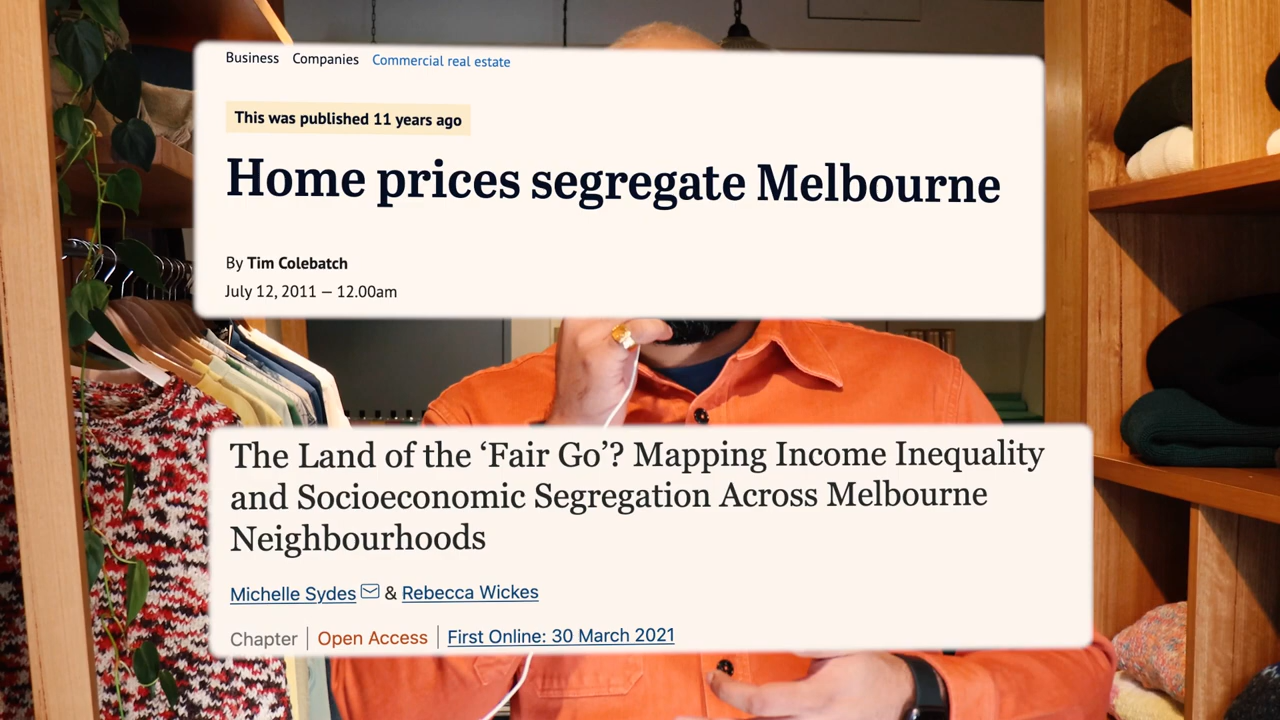 Business Companies Commercial real estate
This was published 11 years ago
Home prices segregate Melbourne
By Tim Colebatch
July 12, 2011 — 12.00am
The Land of the ‘Fair Go’? Mapping Income Inequality
and Socioeconomic Segregation Across Melbourne
Neighbourhoods
Michelle Sydes & Rebecca Wickes
Chapter | Open Access | First Online: 30 March 2021